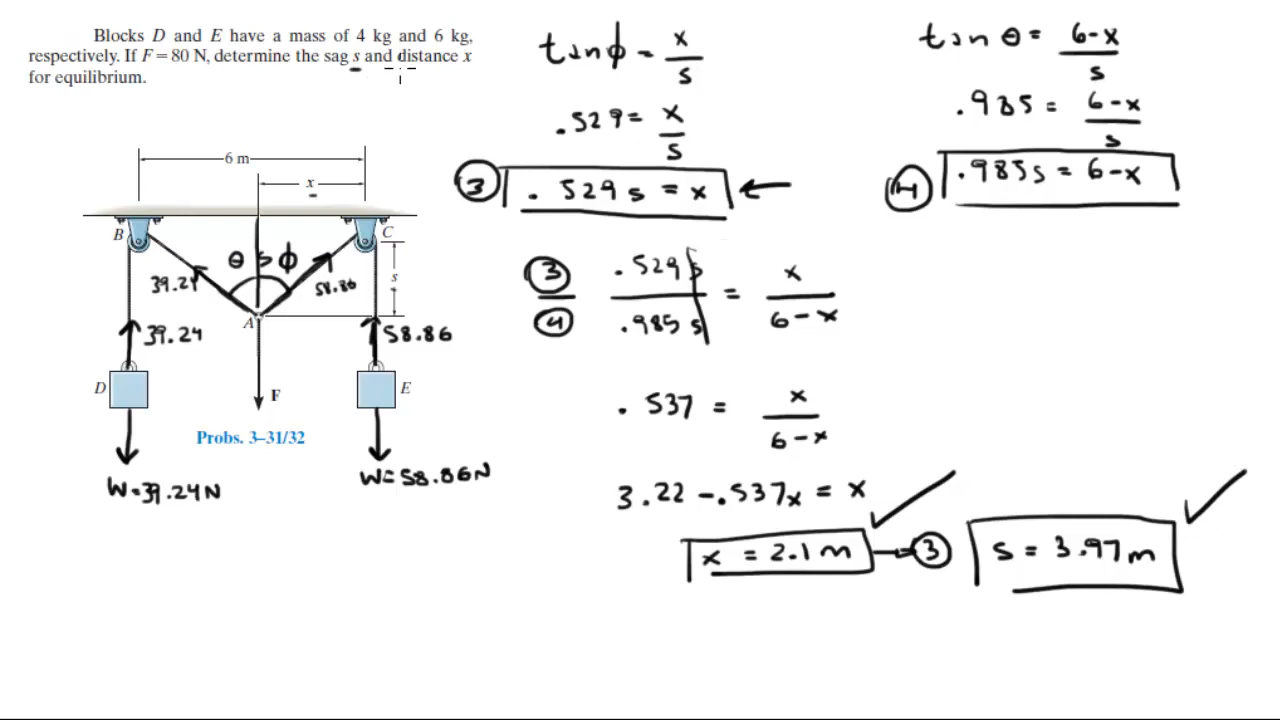 Blocks D and E have a mass of 4 kg and 6 kg,
respectively. If F = 80 N, determine the sag s and distance x
for equilibrium.
6 m
x
B
C
θ s ϕ
39.24
58.86
s
A
39.24
58.86
D
F
E
Probs. 3–31/32
W=39.24N
W=58.86N
tanϕ = x/s
.529 = x/s
③ .529 s = x
tan θ = 6-x/s
.985 = 6-x/s
④ .985 s = 6-x
③/④ .529 s/.985 s = x/6-x
.537 = x/6-x
3.22 - .537x = x
x = 2.1 m
③
s = 3.97 m